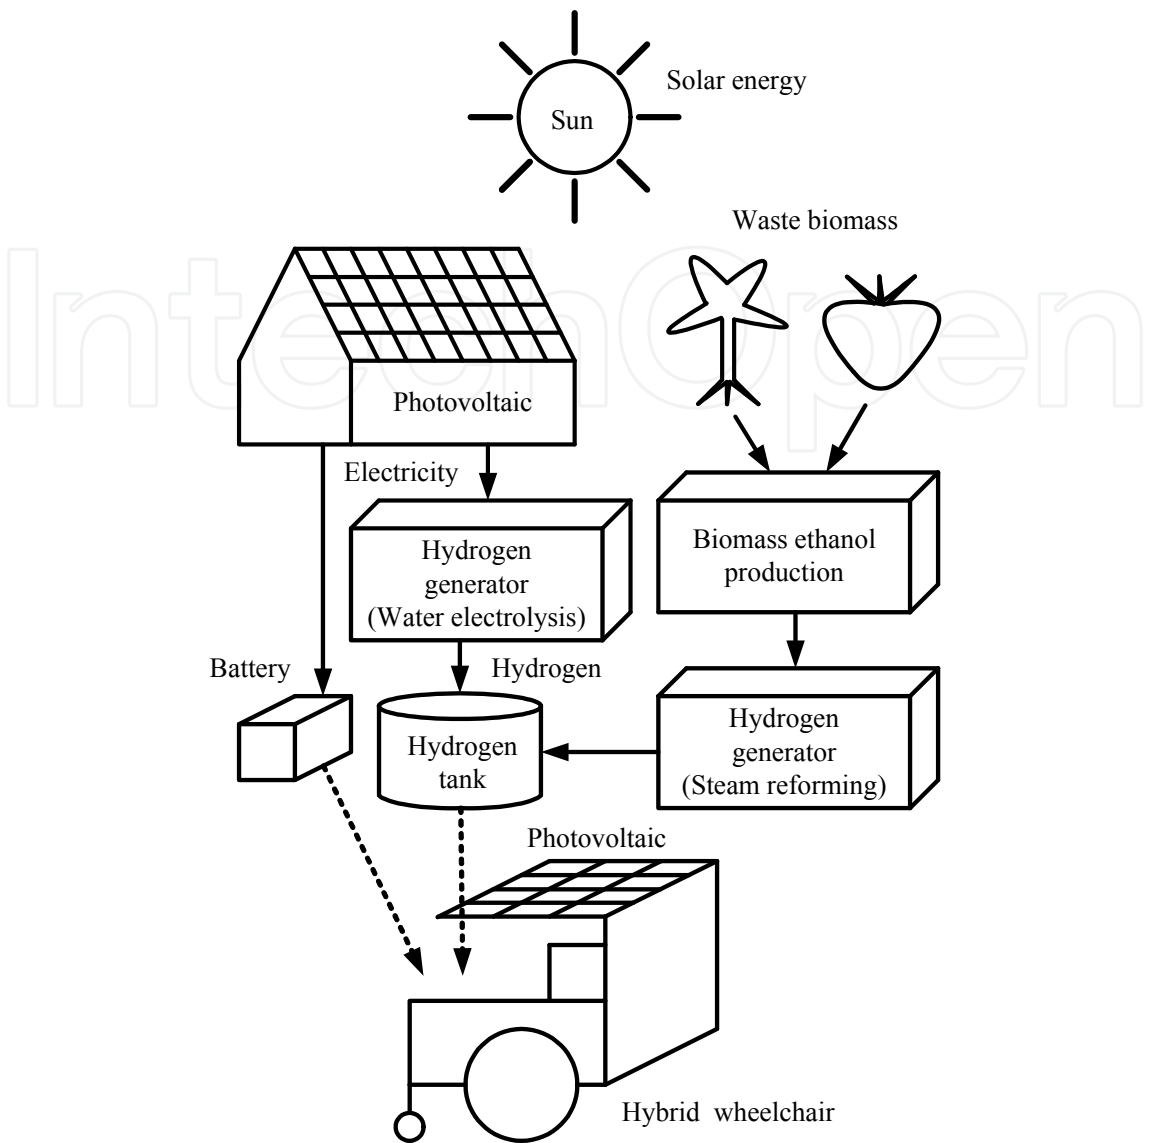 Solar energy
Sun
Waste biomass
IntechOpen
Photovoltaic
Electricity
Hydrogen
generator
(Water electrolysis)
Biomass ethanol
production
Battery
Hydrogen
Hydrogen
tank
Hydrogen
generator
(Steam reforming)
Photovoltaic
Hybrid wheelchair